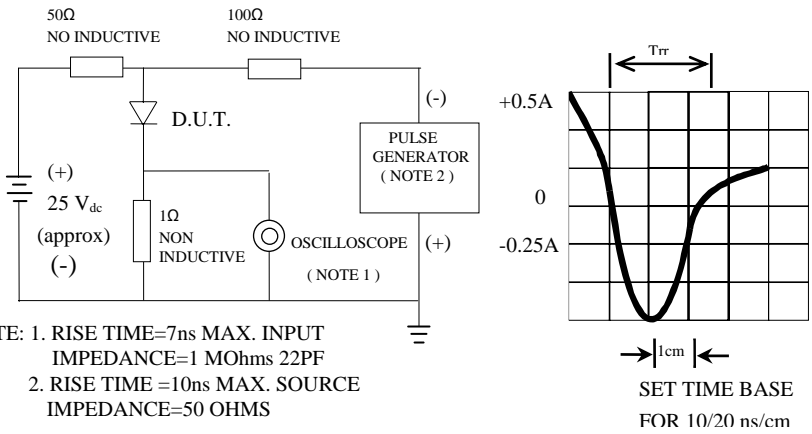 50Ω
NO INDUCTIVE
100Ω
NO INDUCTIVE
D.U.T.
(+)
25 Vdc
(approx)
(-)
1Ω
NON
INDUCTIVE
OSCILLOSCOPE
( NOTE 1 )
(-)
PULSE
GENERATOR
( NOTE 2 )
(+)
TE: 1. RISE TIME=7ns MAX. INPUT
IMPEDANCE=1 MOhms 22PF
2. RISE TIME =10ns MAX. SOURCE
IMPEDANCE=50 OHMS
Trr
+0.5A
0
-0.25A
1cm
SET TIME BASE
FOR 10/20 ns/cm